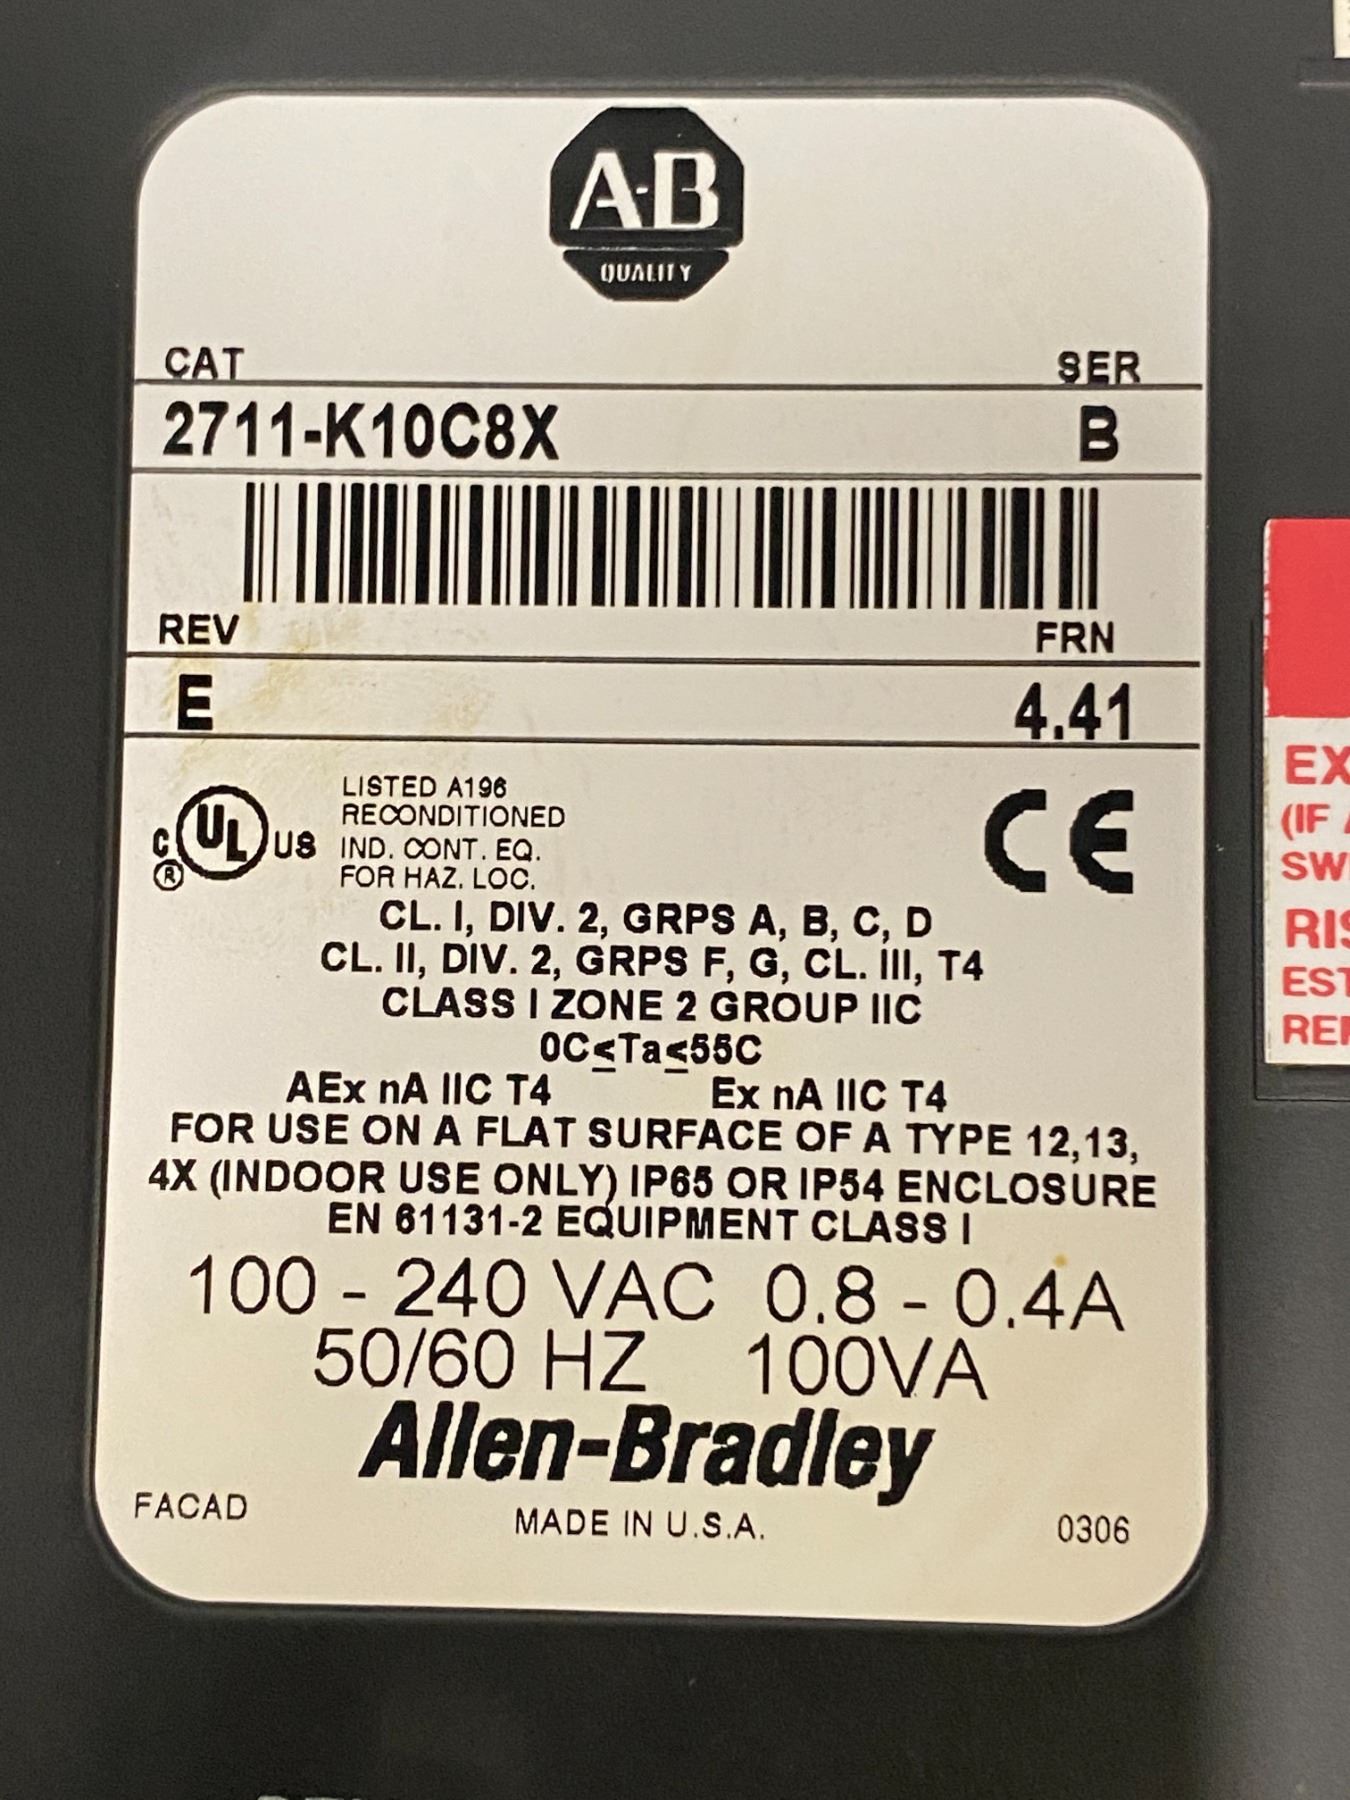 A-B
QUALITY
CAT SER
2711-K10C8X B
REV FRN
E 4.41
C UL US
®
LISTED A196
RECONDITIONED
IND. CONT. EQ.
FOR HAZ. LOC.
CE
CL. I, DIV. 2, GRPS A, B, C, D
CL. II, DIV. 2, GRPS F, G, CL. III, T4
CLASS I ZONE 2 GROUP IIC
0C≤Ta≤55C
AEx nA IIC T4 Ex nA IIC T4
FOR USE ON A FLAT SURFACE OF A TYPE 12,13,
4X (INDOOR USE ONLY) IP65 OR IP54 ENCLOSURE
EN 61131-2 EQUIPMENT CLASS I
100 - 240 VAC 0.8 - 0.4A
50/60 HZ 100VA
Allen-Bradley
FACAD MADE IN U.S.A. 0306
EX
(IF
SW
RIS
EST